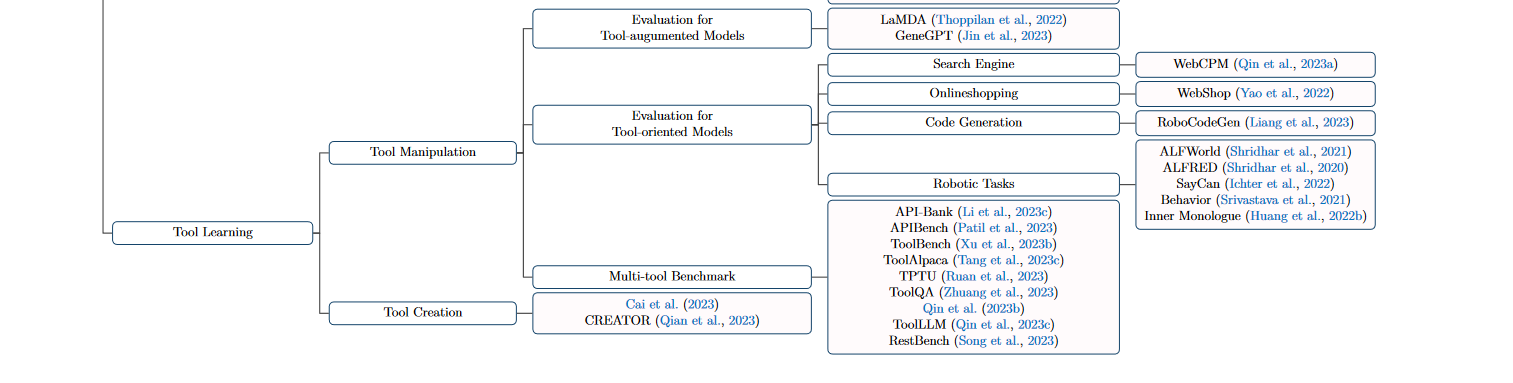 Evaluation for
Tool-augumented Models
LaMDA (Thoppilan et al., 2022)
GeneGPT (Jin et al., 2023)
Search Engine
WebCPM (Qin et al., 2023a)
Onlineshopping
WebShop (Yao et al., 2022)
Evaluation for
Tool-oriented Models
Code Generation
RoboCodeGen (Liang et al., 2023)
Tool Manipulation
Robotic Tasks
ALFWorld (Shridhar et al., 2021)
ALFRED (Shridhar et al., 2020)
SayCan (Ichter et al., 2022)
Behavior (Srivastava et al., 2021)
Inner Monologue (Huang et al., 2022b)
Tool Learning
Multi-tool Benchmark
API-Bank (Li et al., 2023c)
APIBench (Patil et al., 2023)
ToolBench (Xu et al., 2023b)
ToolAlpaca (Tang et al., 2023c)
TPTU (Ruan et al., 2023)
ToolQA (Zhuang et al., 2023)
Qin et al. (2023b)
ToolLLM (Qin et al., 2023c)
RestBench (Song et al., 2023)
Tool Creation
Cai et al. (2023)
CREATOR (Qian et al., 2023)